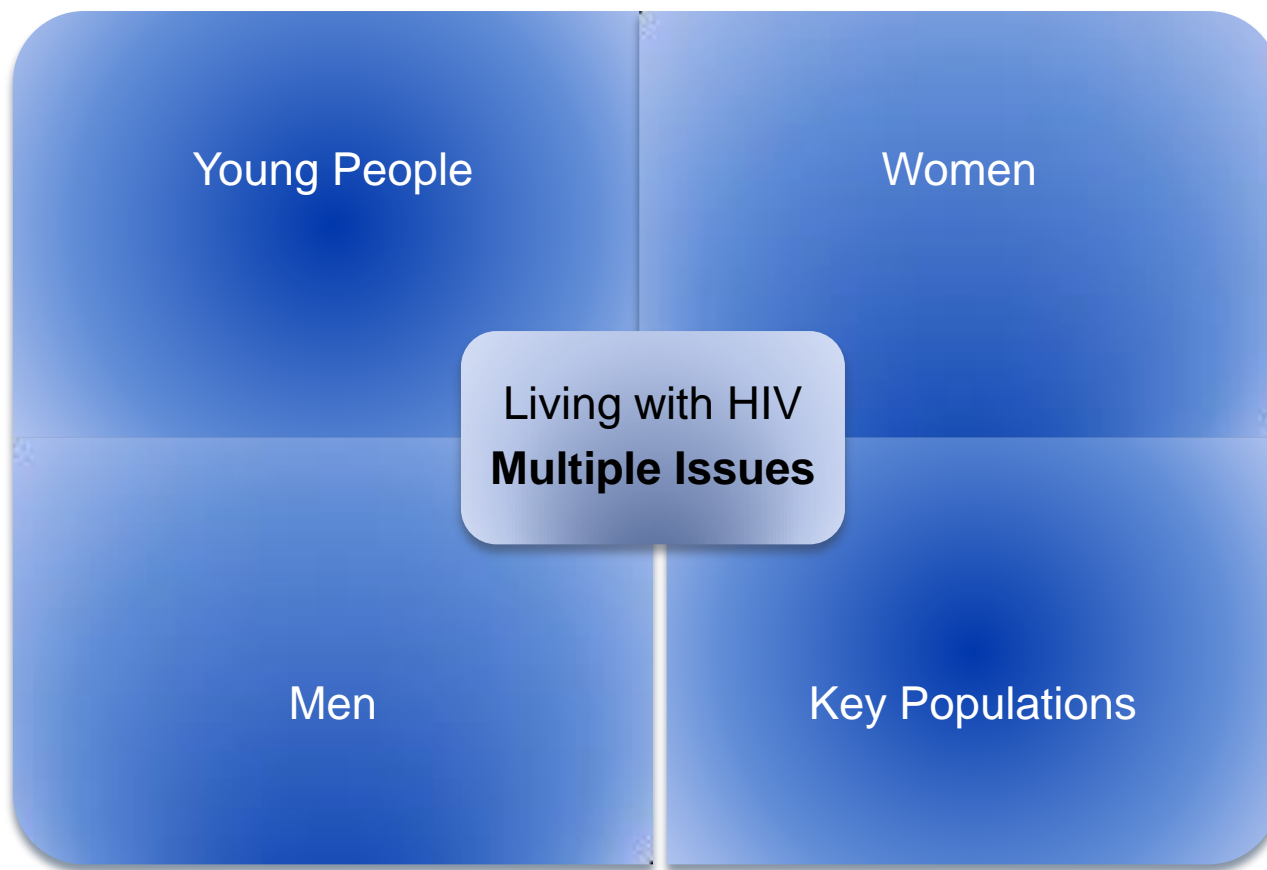 Young People
Women
Living with HIV
Multiple Issues
Men
Key Populations